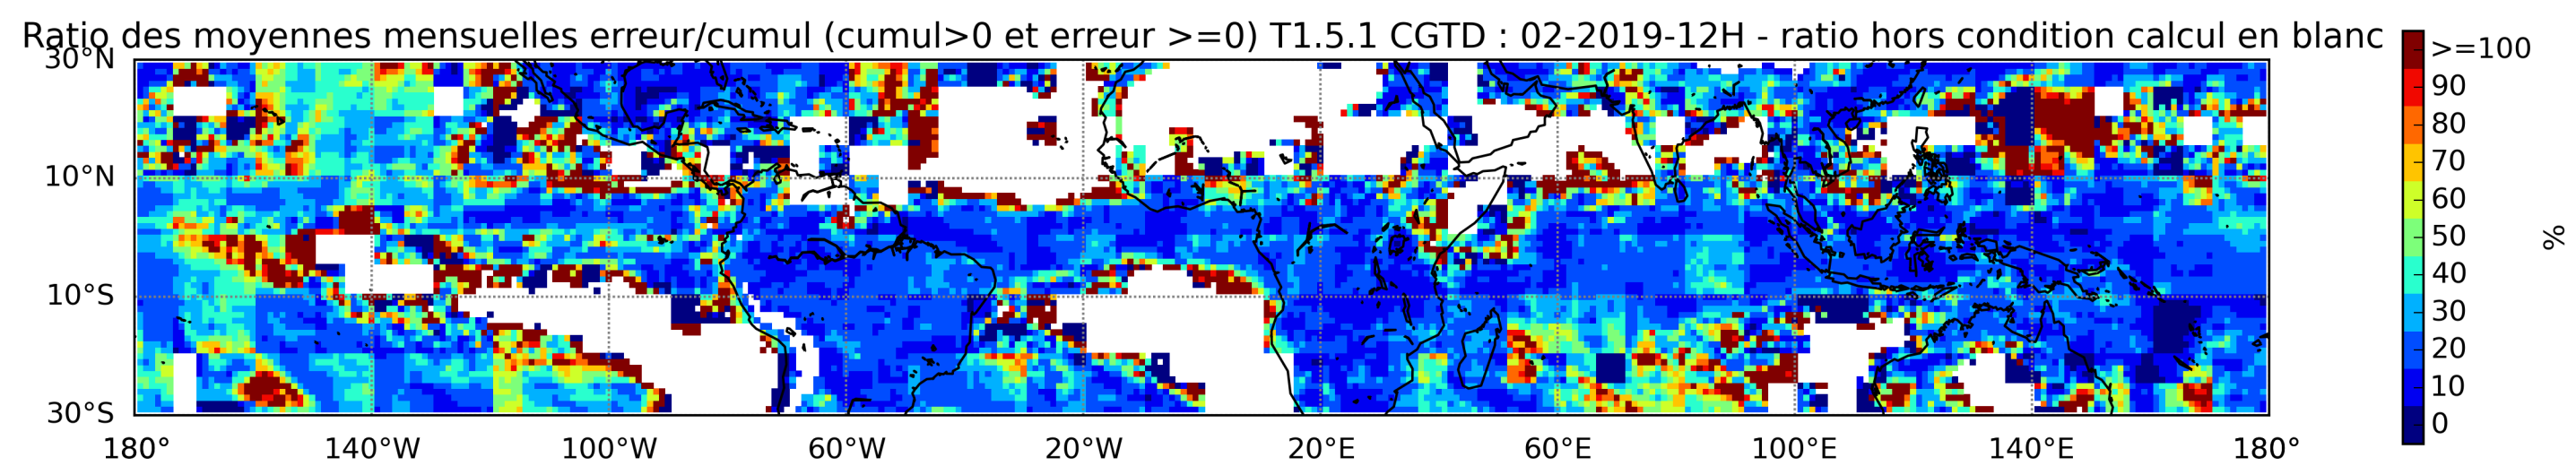 Ratio des moyennes mensuelles erreur/cumul (cumul>0 et erreur >=0) T1.5.1 CGTD : 02-2019-12H - ratio hors condition calcul en blanc
30°N
10°N
10°S
30°S
180°
140°W
100°W
60°W
20°W
20°E
60°E
100°E
140°E
180°
>=100
90
80
70
60
50
40
30
20
10
0
%